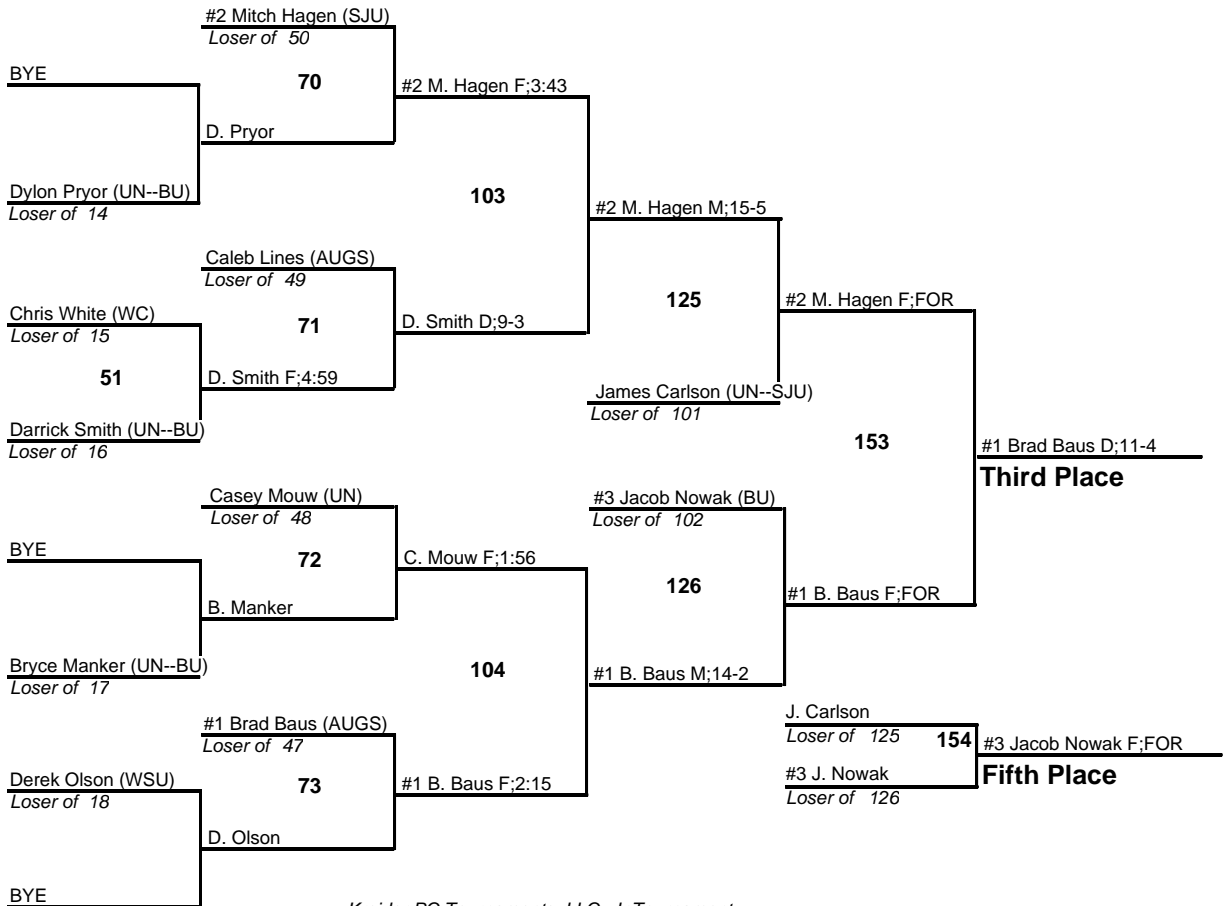 #2 Mitch Hagen (SJU)
Loser of 50
BYE
70
#2 M. Hagen F;3:43
D. Pryor
Dylon Pryor (UN--BU)
Loser of 14
103
#2 M. Hagen M;15-5
Caleb Lines (AUGS)
Loser of 49
Chris White (WC)
Loser of 15
71
D. Smith D;9-3
125
#2 M. Hagen F;FOR
51
D. Smith F;4:59
James Carlson (UN--SJU)
Loser of 101
Darrick Smith (UN--BU)
Loser of 16
153
#1 Brad Baus D;11-4
Third Place
Casey Mouw (UN)
Loser of 48
#3 Jacob Nowak (BU)
Loser of 102
BYE
72
C. Mouw F;1:56
126
#1 B. Baus F;FOR
B. Manker
Bryce Manker (UN--BU)
Loser of 17
104
#1 B. Baus M;14-2
#1 Brad Baus (AUGS)
Loser of 47
J. Carlson
Loser of 125
154
#3 Jacob Nowak F;FOR
Fifth Place
Derek Olson (WSU)
Loser of 18
73
#1 B. Baus F;2:15
#3 J. Nowak
Loser of 126
D. Olson
BYE
PC